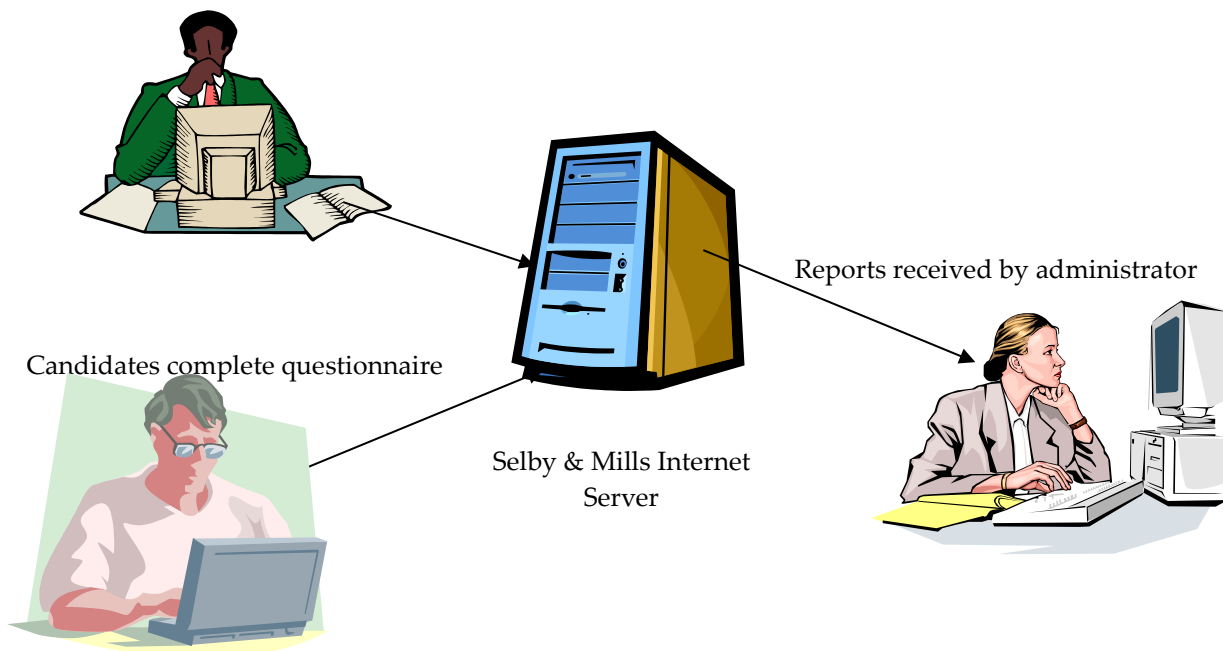 Reports received by administrator
Candidates complete questionnaire
Selby & Mills Internet
Server